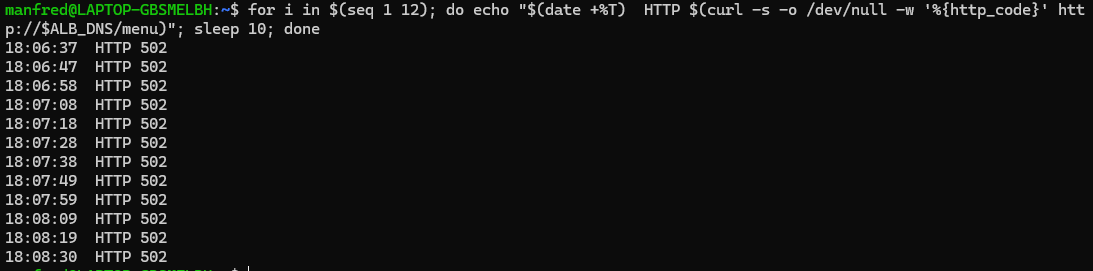 manfred@LAPTOP-GBSMELBH:~$ for i in $(seq 1 12); do echo "$(date +%T)  HTTP $(curl -s -o /dev/null -w '%{http_code}' htt
p://$ALB_DNS/menu)"; sleep 10; done
18:06:37  HTTP 502
18:06:47  HTTP 502
18:06:58  HTTP 502
18:07:08  HTTP 502
18:07:18  HTTP 502
18:07:28  HTTP 502
18:07:38  HTTP 502
18:07:49  HTTP 502
18:07:59  HTTP 502
18:08:09  HTTP 502
18:08:19  HTTP 502
18:08:30  HTTP 502
manfred@LAPTOP-GBSMELBH:~$